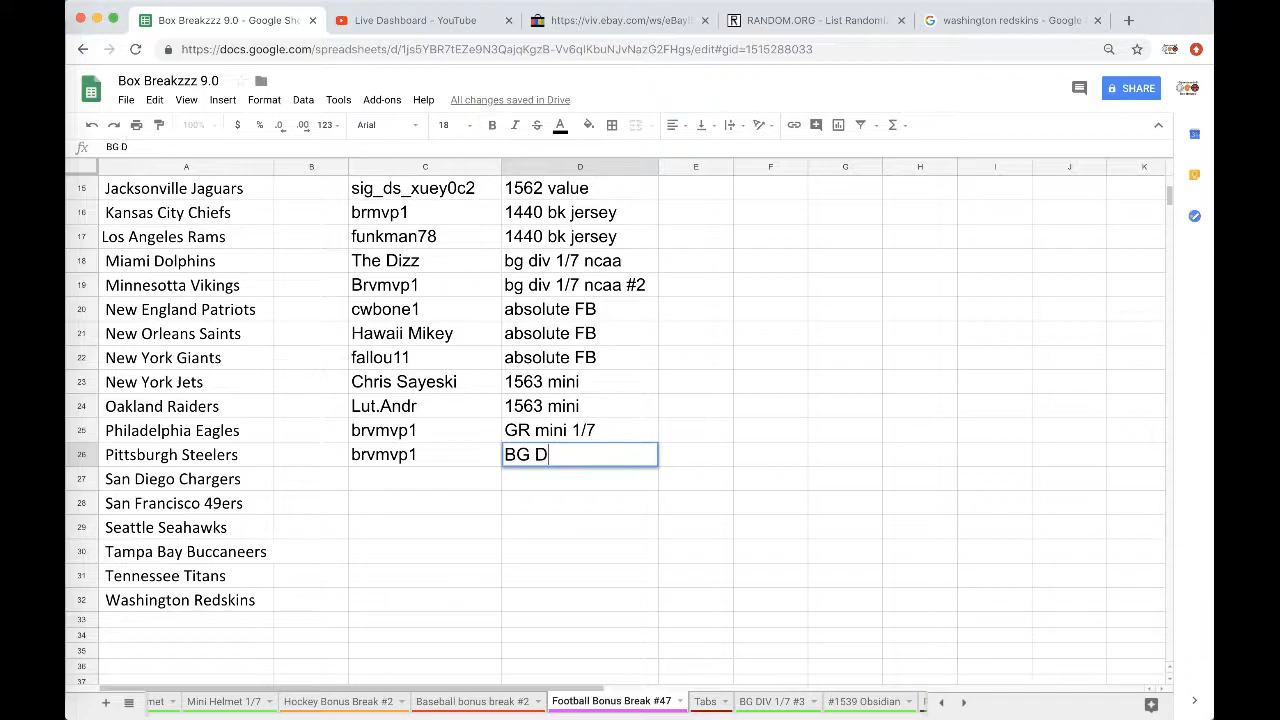 Box Breakzzz 9.0 - Google She
Live Dashboard - YouTube
https://viv.ebay.com/ws/eBayI
RANDOM.ORG - List Randomiz
washington redskins - Google
https://docs.google.com/spreadsheets/d/1js5YBR7tEZe9N3QajqKgzB-Vv6qIKbuNJvNazG2FHgs/edit#gid=1515288033
Box Breakzzz 9.0
File Edit View Insert Format Data Tools Add-ons Help All changes saved in Drive
SHARE
100% $ % .0 .00 123 Arial 18 B I S A
fx BG D
A B C D E F G H I J K
15 Jacksonville Jaguars sig_ds_xuey0c2 1562 value
16 Kansas City Chiefs brmvp1 1440 bk jersey
17 Los Angeles Rams funkman78 1440 bk jersey
18 Miami Dolphins The Dizz bg div 1/7 ncaa
19 Minnesotta Vikings Brvmvp1 bg div 1/7 ncaa #2
20 New England Patriots cwbone1 absolute FB
21 New Orleans Saints Hawaii Mikey absolute FB
22 New York Giants fallou11 absolute FB
23 New York Jets Chris Sayeski 1563 mini
24 Oakland Raiders Lut.Andr 1563 mini
25 Philadelphia Eagles brvmvp1 GR mini 1/7
26 Pittsburgh Steelers brvmvp1 BG D
27 San Diego Chargers
28 San Francisco 49ers
29 Seattle Seahawks
30 Tampa Bay Buccaneers
31 Tennessee Titans
32 Washington Redskins
33
34
35
36
37
met Mini Helmet 1/7 Hockey Bonus Break #2 Baseball bonus break #2 Football Bonus Break #47 Tabs BG DIV 1/7 #3 #1539 Obsidian